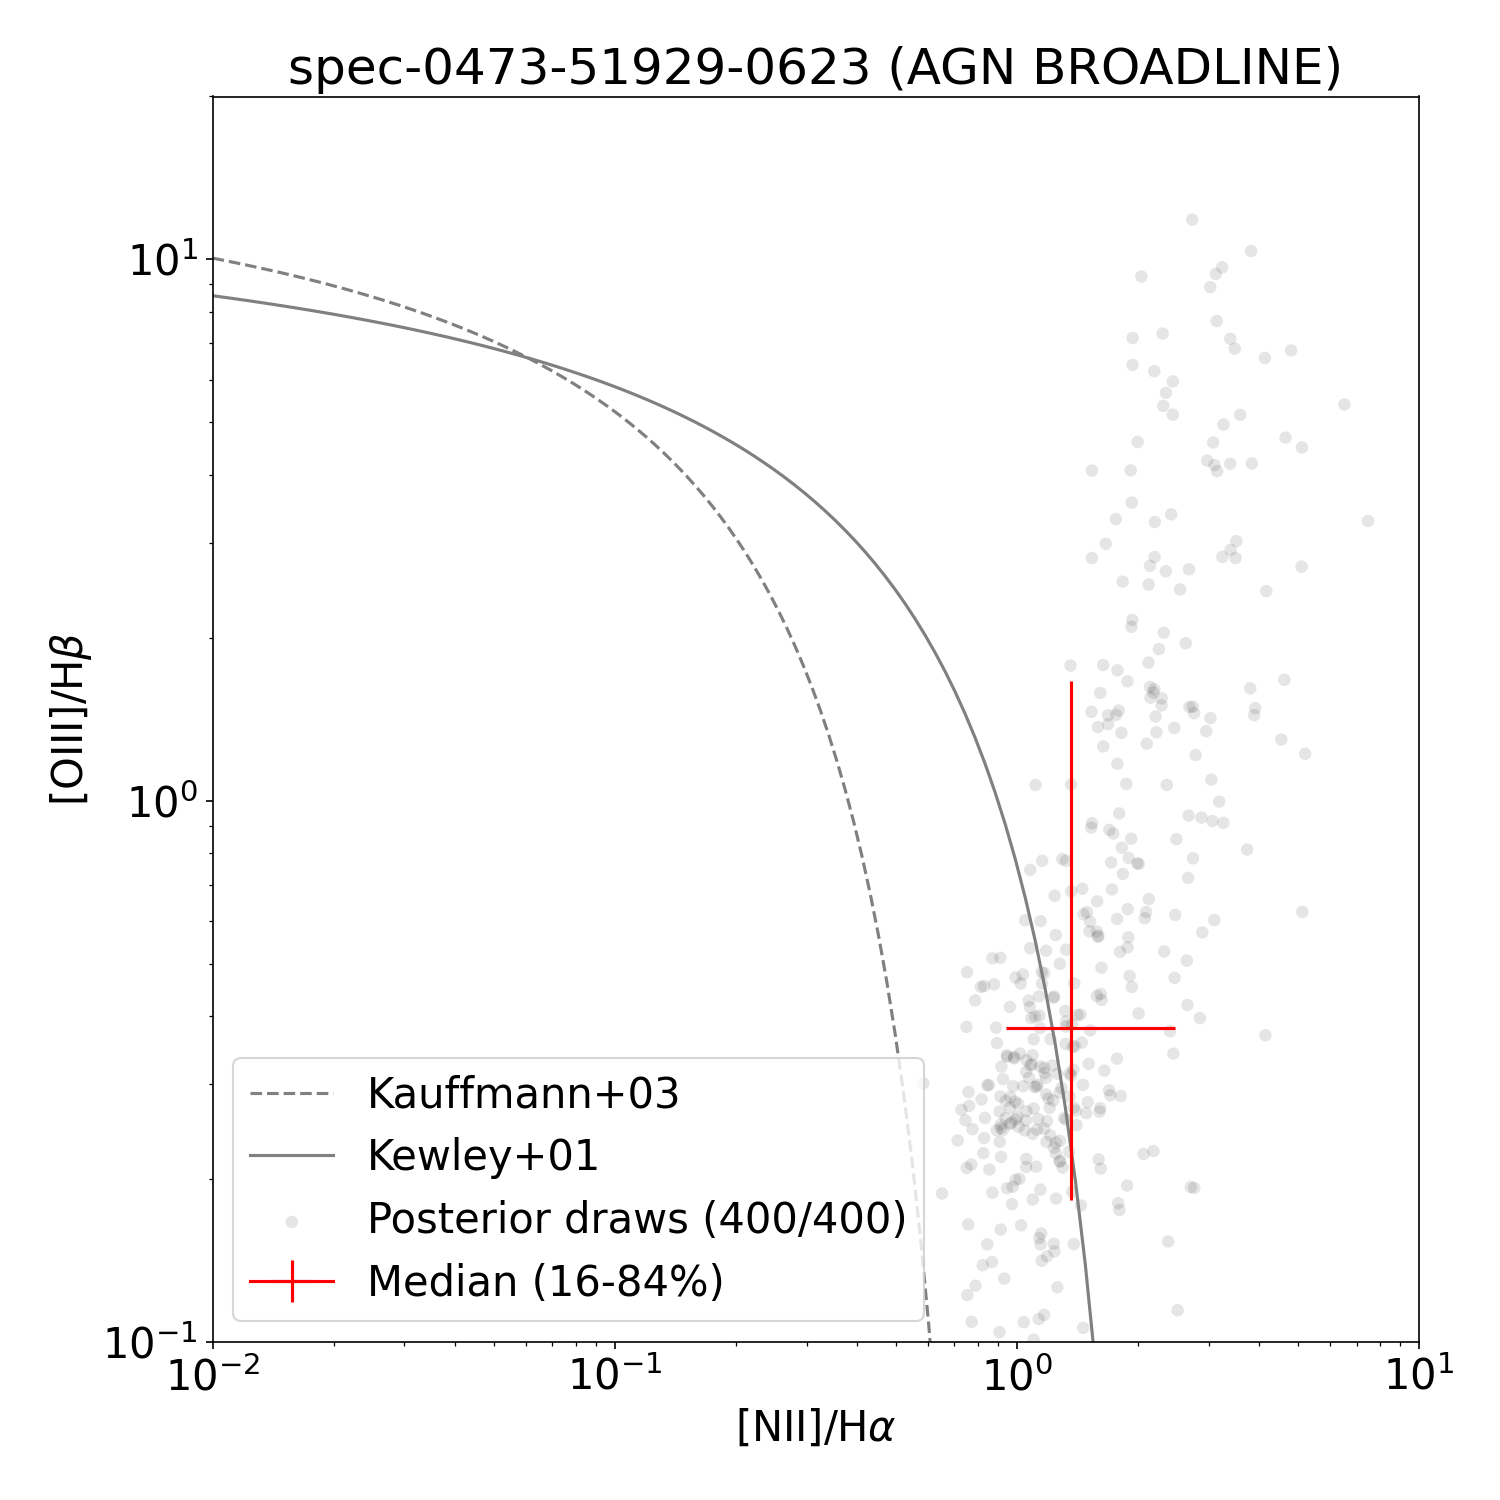 spec-0473-51929-0623 (AGN BROADLINE)
10¹
10⁰
10⁻¹
[OIII]/Hβ
Kauffmann+03
Kewley+01
Posterior draws (400/400)
Median (16-84%)
10⁻² 10⁻¹ 10⁰ 10¹
[NII]/Hα